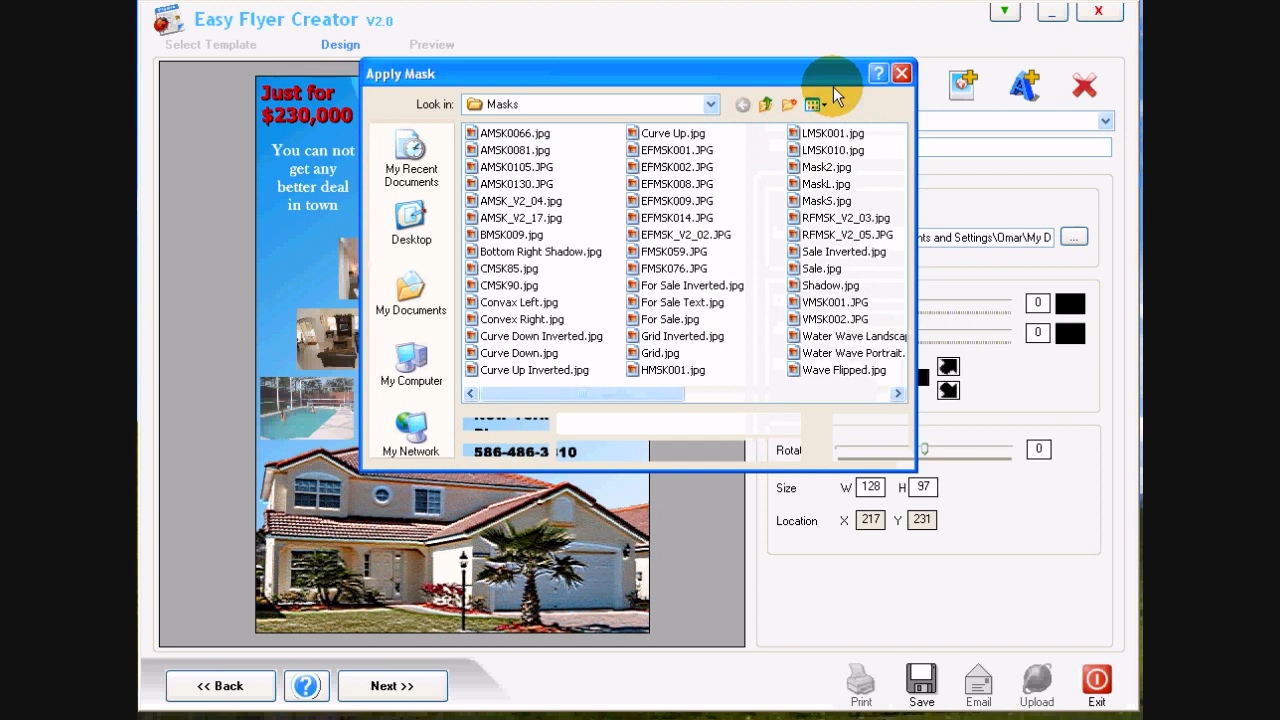 Easy Flyer Creator V2.0
Select Template
Design
Preview
X
Just for
$230,000
You can not
get any
better deal
in town
Apply Mask
?
X
Look in:
Masks
My Recent
Documents
Desktop
My Documents
My Computer
My Network
AMSK0066.jpg
AMSK0081.jpg
AMSK0105.JPG
AMSK0130.JPG
AMSK_V2_04.jpg
AMSK_V2_17.jpg
BMSK009.jpg
Bottom Right Shadow.jpg
CMSK85.jpg
CMSK90.jpg
Convax Left.jpg
Convex Right.jpg
Curve Down Inverted.jpg
Curve Down.jpg
Curve Up Inverted.jpg
Curve Up.jpg
EFMSK001.JPG
EFMSK002.JPG
EFMSK008.JPG
EFMSK009.JPG
EFMSK014.JPG
EFMSK_V2_02.JPG
FMSK059.JPG
FMSK076.JPG
For Sale Inverted.jpg
For Sale Text.jpg
For Sale.jpg
Grid Inverted.jpg
Grid.jpg
HMSK001.jpg
LMSK001.jpg
LMSK010.jpg
Mask2.jpg
MaskL.jpg
MaskS.jpg
RFMSK_V2_03.jpg
RFMSK_V2_05.JPG
Sale Inverted.jpg
Sale.jpg
Shadow.jpg
VMSK001.JPG
VMSK002.JPG
Water Wave Landscap
Water Wave Portrait.
Wave Flipped.jpg
nts and Settings\Omar\My D
...
0
0
Rotat
0
Size W 128 H 97
Location X 217 Y 231
<< Back
?
Next >>
Print
Save
Email
Upload
Exit